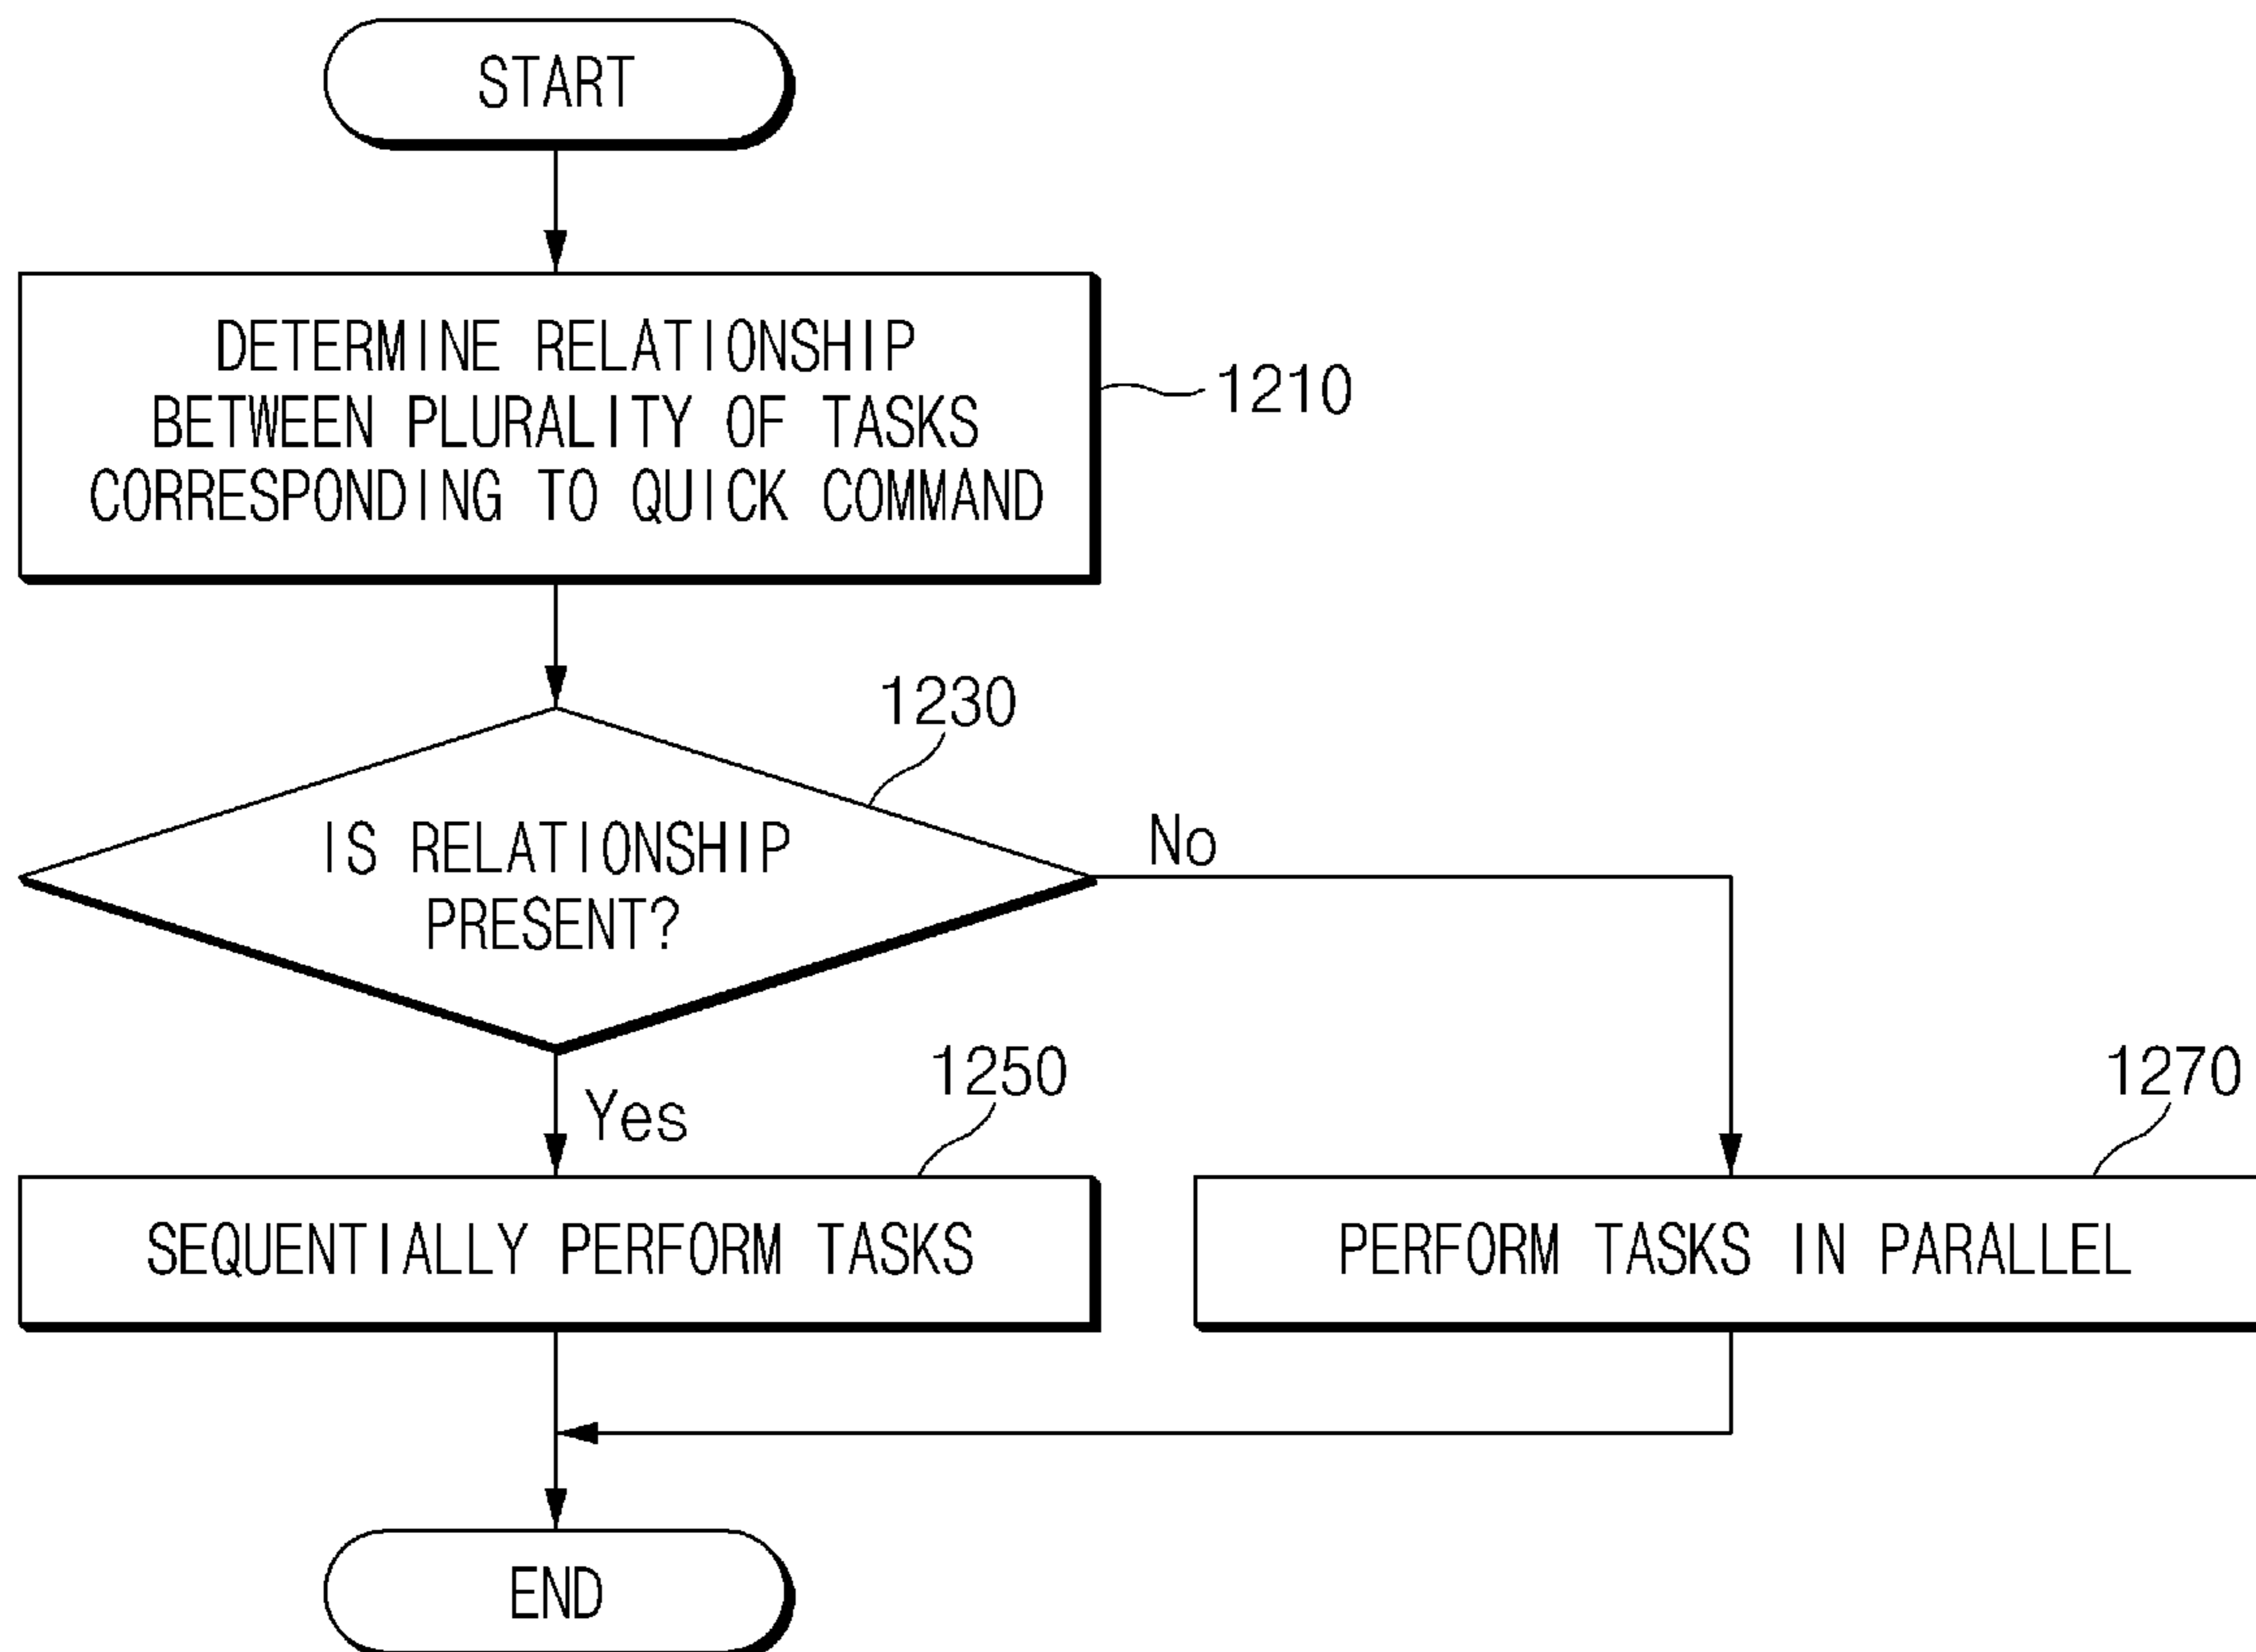 START
DETERMINE RELATIONSHIP
BETWEEN PLURALITY OF TASKS
CORRESPONDING TO QUICK COMMAND
1210
1230
IS RELATIONSHIP
PRESENT?
No
Yes
1250
1270
SEQUENTIALLY PERFORM TASKS
PERFORM TASKS IN PARALLEL
END